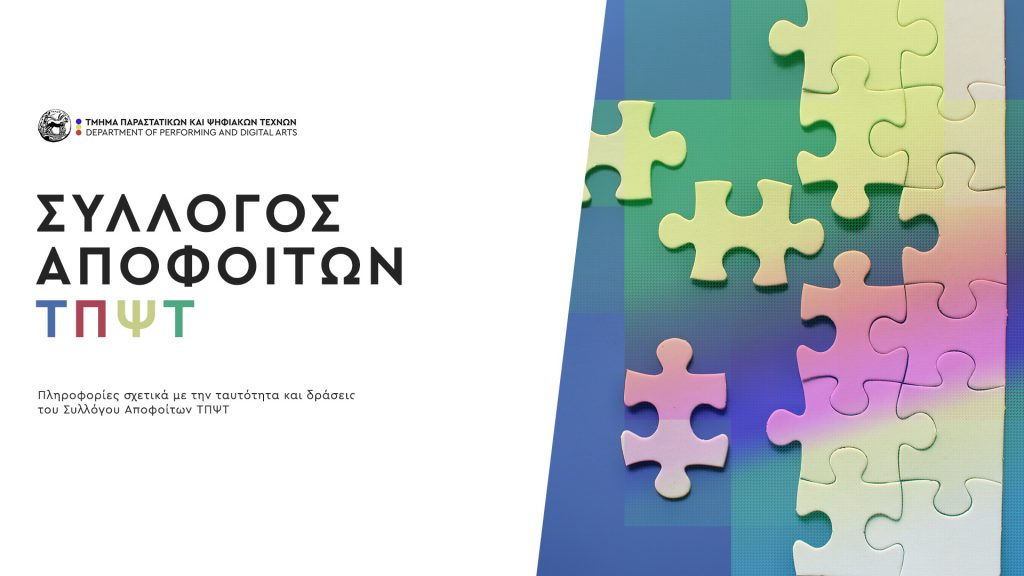 ΤΜΗΜΑ ΠΑΡΑΣΤΑΤΙΚΩΝ ΚΑΙ ΨΗΦΙΑΚΩΝ ΤΕΧΝΩΝ
DEPARTMENT OF PERFORMING AND DIGITAL ARTS
ΣΥΛΛΟΓΟΣ
ΑΠΟΦΟΙΤΩΝ
ΤΠΨΤ
Πληροφορίες σχετικά με την ταυτότητα και δράσεις
του Συλλόγου Αποφοίτων ΤΠΨΤ